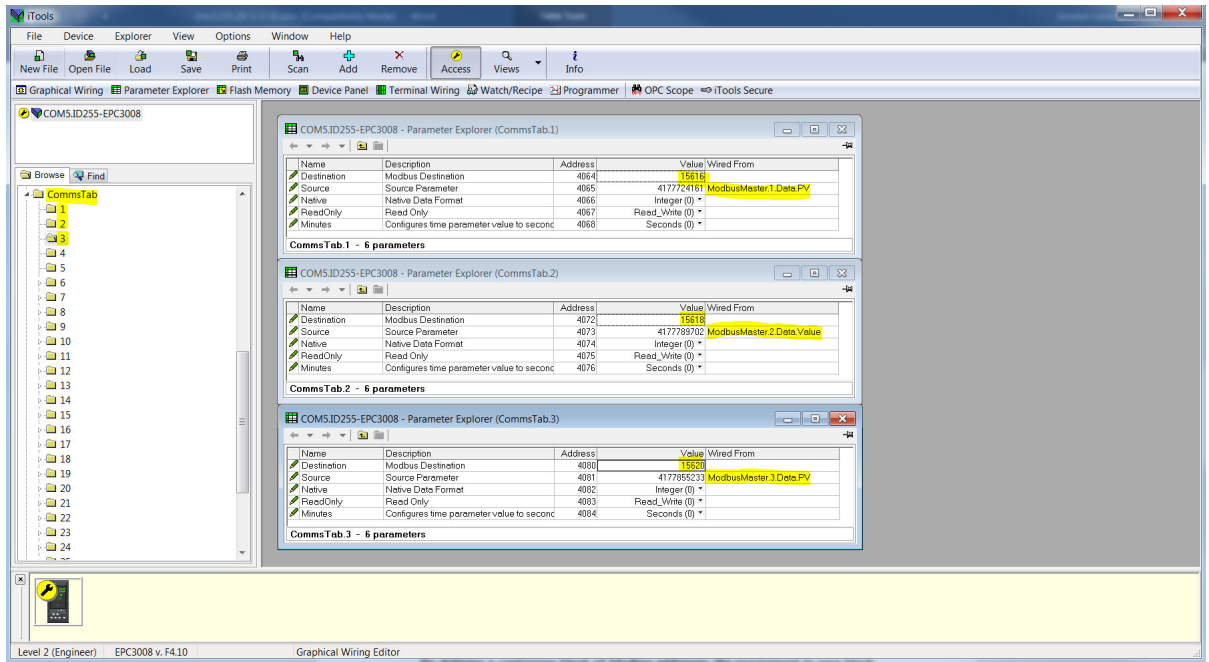 iTools
File Device Explorer View Options Window Help
New File Open File Load Save Print Scan Add Remove Access Views Info
Graphical Wiring Parameter Explorer Flash Memory Device Panel Terminal Wiring Watch/Recipe Programmer OPC Scope iTools Secure
COM5.ID255-EPC3008
Browse Find
CommsTab
1
2
3
4
5
6
7
8
9
10
11
12
13
14
15
16
17
18
19
20
21
22
23
24
COM5.ID255-EPC3008 - Parameter Explorer (CommsTab.1)
Name Description Address Value Wired From
Destination Modbus Destination 4064 15616
Source Source Parameter 4065 4177724161 ModbusMaster.1.Data.PV
Native Native Data Format 4066 Integer (0)
ReadOnly Read Only 4067 Read_Write (0)
Minutes Configures time parameter value to second 4068 Seconds (0)
CommsTab.1 - 6 parameters
COM5.ID255-EPC3008 - Parameter Explorer (CommsTab.2)
Name Description Address Value Wired From
Destination Modbus Destination 4072 15618
Source Source Parameter 4073 4177789702 ModbusMaster.2.Data.Value
Native Native Data Format 4074 Integer (0)
ReadOnly Read Only 4075 Read_Write (0)
Minutes Configures time parameter value to second 4076 Seconds (0)
CommsTab.2 - 6 parameters
COM5.ID255-EPC3008 - Parameter Explorer (CommsTab.3)
Name Description Address Value Wired From
Destination Modbus Destination 4080 15620
Source Source Parameter 4081 4177855233 ModbusMaster.3.Data.PV
Native Native Data Format 4082 Integer (0)
ReadOnly Read Only 4083 Read_Write (0)
Minutes Configures time parameter value to second 4084 Seconds (0)
CommsTab.3 - 6 parameters
Level 2 (Engineer) EPC3008 v. F4.10 Graphical Wiring Editor